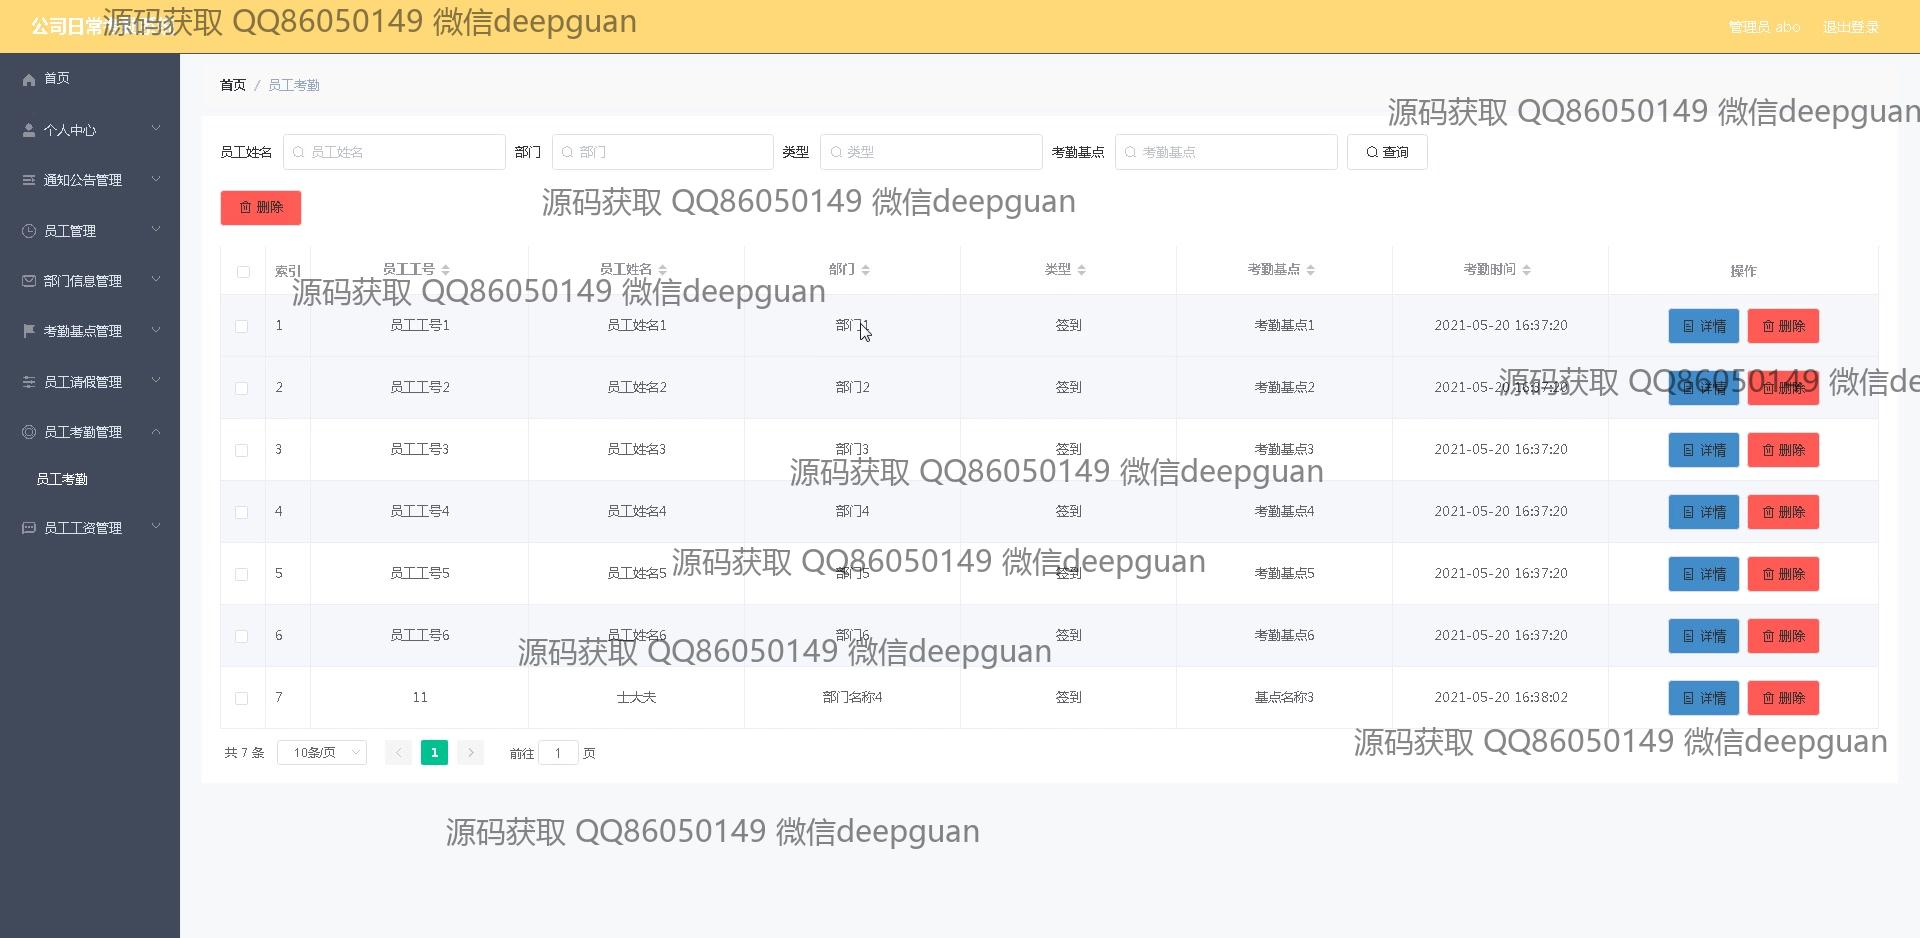 公司日常
源码获取 QQ86050149 微信deepguan
管理员 abo 退出登录
首页
个人中心
通知公告管理
员工管理
部门信息管理
考勤基点管理
员工请假管理
员工考勤管理
员工考勤
员工工资管理
首页 / 员工考勤
源码获取 QQ86050149 微信deepguan
员工姓名 员工姓名 部门 部门 类型 类型 考勤基点 考勤基点 查询
删除
源码获取 QQ86050149 微信deepguan
索引 员工工号 员工姓名 部门 类型 考勤基点 考勤时间 操作
源码获取 QQ86050149 微信deepguan
1 员工工号1 员工姓名1 部门1 签到 考勤基点1 2021-05-20 16:37:20 详情 删除
2 员工工号2 员工姓名2 部门2 签到 考勤基点2 2021-05-20 16:37:20 详情 删除
源码获取 QQ86050149 微信de
3 员工工号3 员工姓名3 部门3 签到 考勤基点3 2021-05-20 16:37:20 详情 删除
源码获取 QQ86050149 微信deepguan
4 员工工号4 员工姓名4 部门4 签到 考勤基点4 2021-05-20 16:37:20 详情 删除
源码获取 QQ86050149 微信deepguan
5 员工工号5 员工姓名5 部门5 签到 考勤基点5 2021-05-20 16:37:20 详情 删除
6 员工工号6 员工姓名6 部门6 签到 考勤基点6 2021-05-20 16:37:20 详情 删除
源码获取 QQ86050149 微信deepguan
7 11 士大夫 部门名称4 签到 基点名称3 2021-05-20 16:38:02 详情 删除
共 7 条 10条/页 1 前往 1 页
源码获取 QQ86050149 微信deepguan
源码获取 QQ86050149 微信deepguan